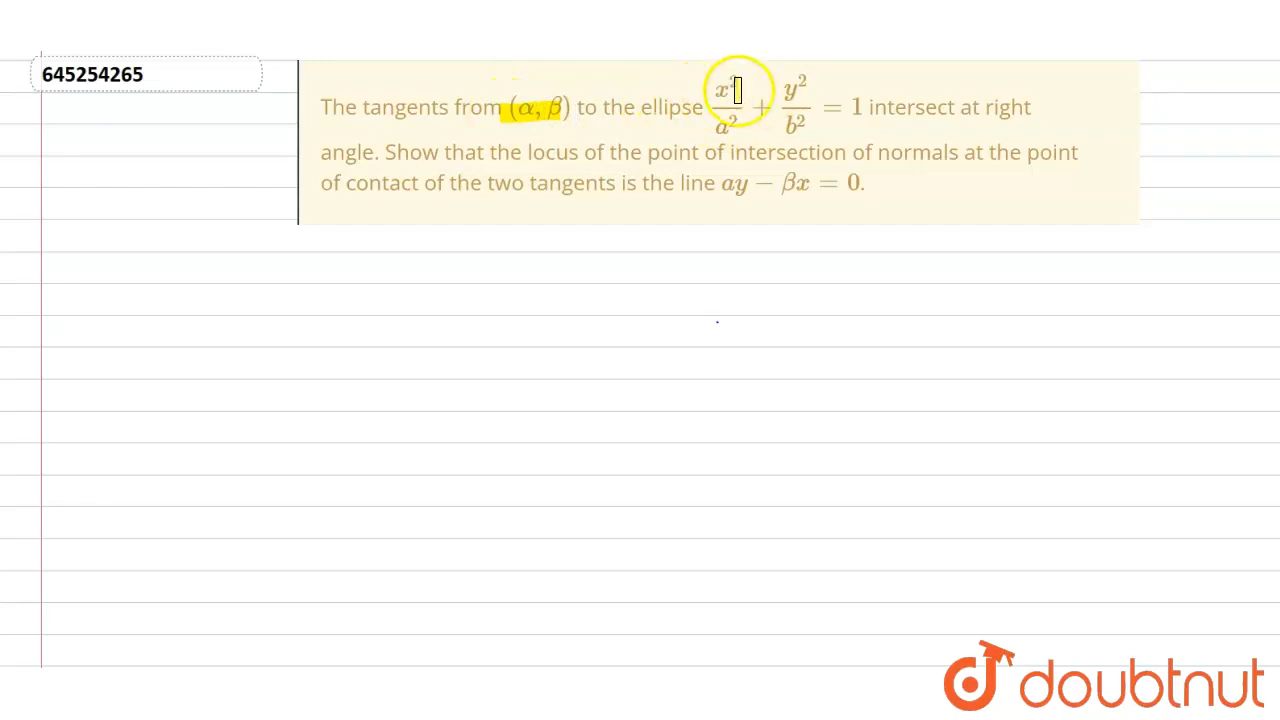 645254265
The tangents from (α, β) to the ellipse x²/a² + y²/b² = 1 intersect at right
angle. Show that the locus of the point of intersection of normals at the point
of contact of the two tangents is the line ay − βx = 0.
doubtnut